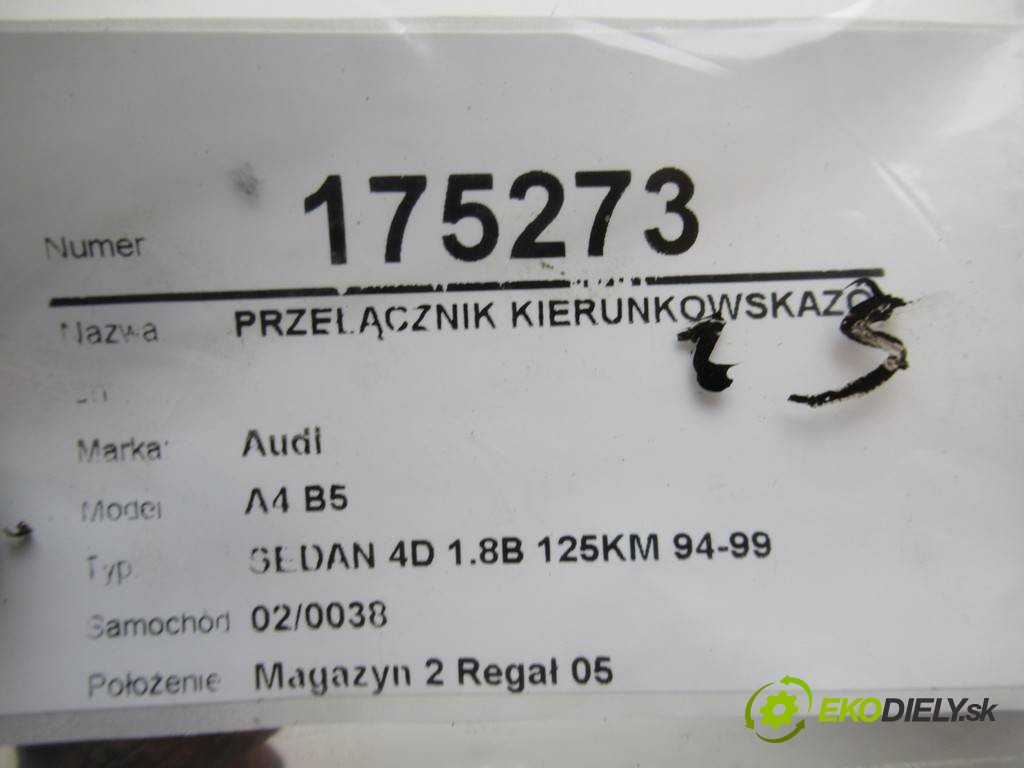 Numer 175273
Nazwa PRZEŁĄCZNIK KIERUNKOWSKAZÓ
Marka: Audi
Model A4 B5
Typ SEDAN 4D 1.8B 125KM 94-99
Samochód 02/0038
Położenie Magazyn 2 Regał 05
EKODIELY.sk